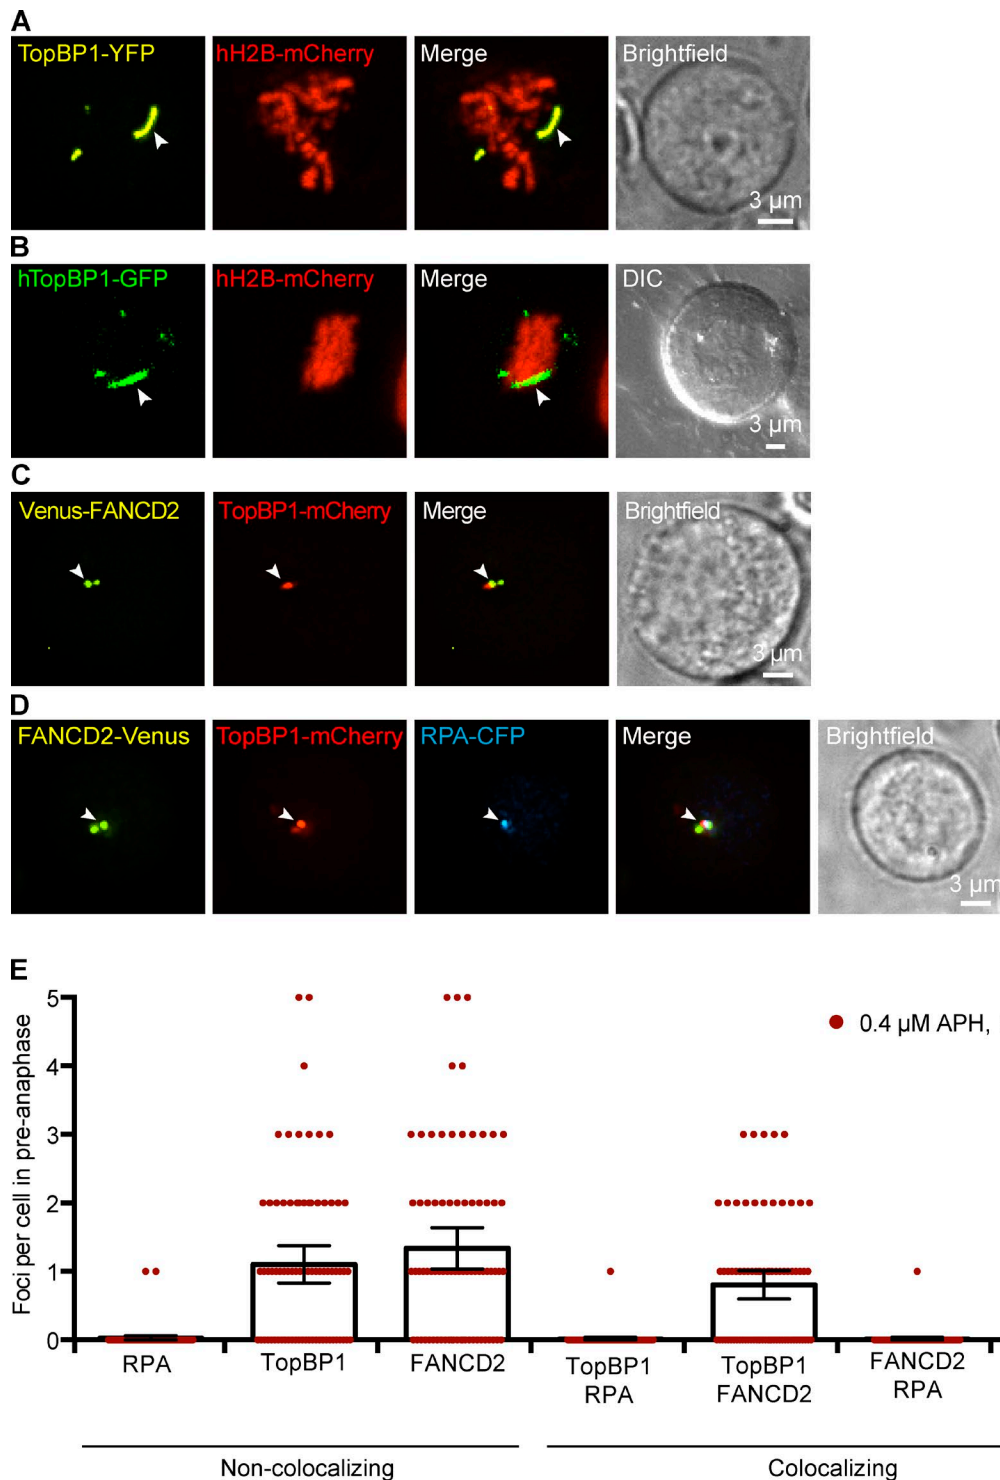 A
TopBP1-YFP
hH2B-mCherry
Merge
Brightfield
3 µm
B
hTopBP1-GFP
hH2B-mCherry
Merge
DIC
3 µm
C
Venus-FANCD2
TopBP1-mCherry
Merge
Brightfield
3 µm
D
FANCD2-Venus
TopBP1-mCherry
RPA-CFP
Merge
Brightfield
3 µm
E
Foci per cell in pre-anaphase
5
4
3
2
1
0
0.4 µM APH,
RPA
TopBP1
FANCD2
TopBP1
RPA
TopBP1
FANCD2
FANCD2
RPA
Non-colocalizing
Colocalizing